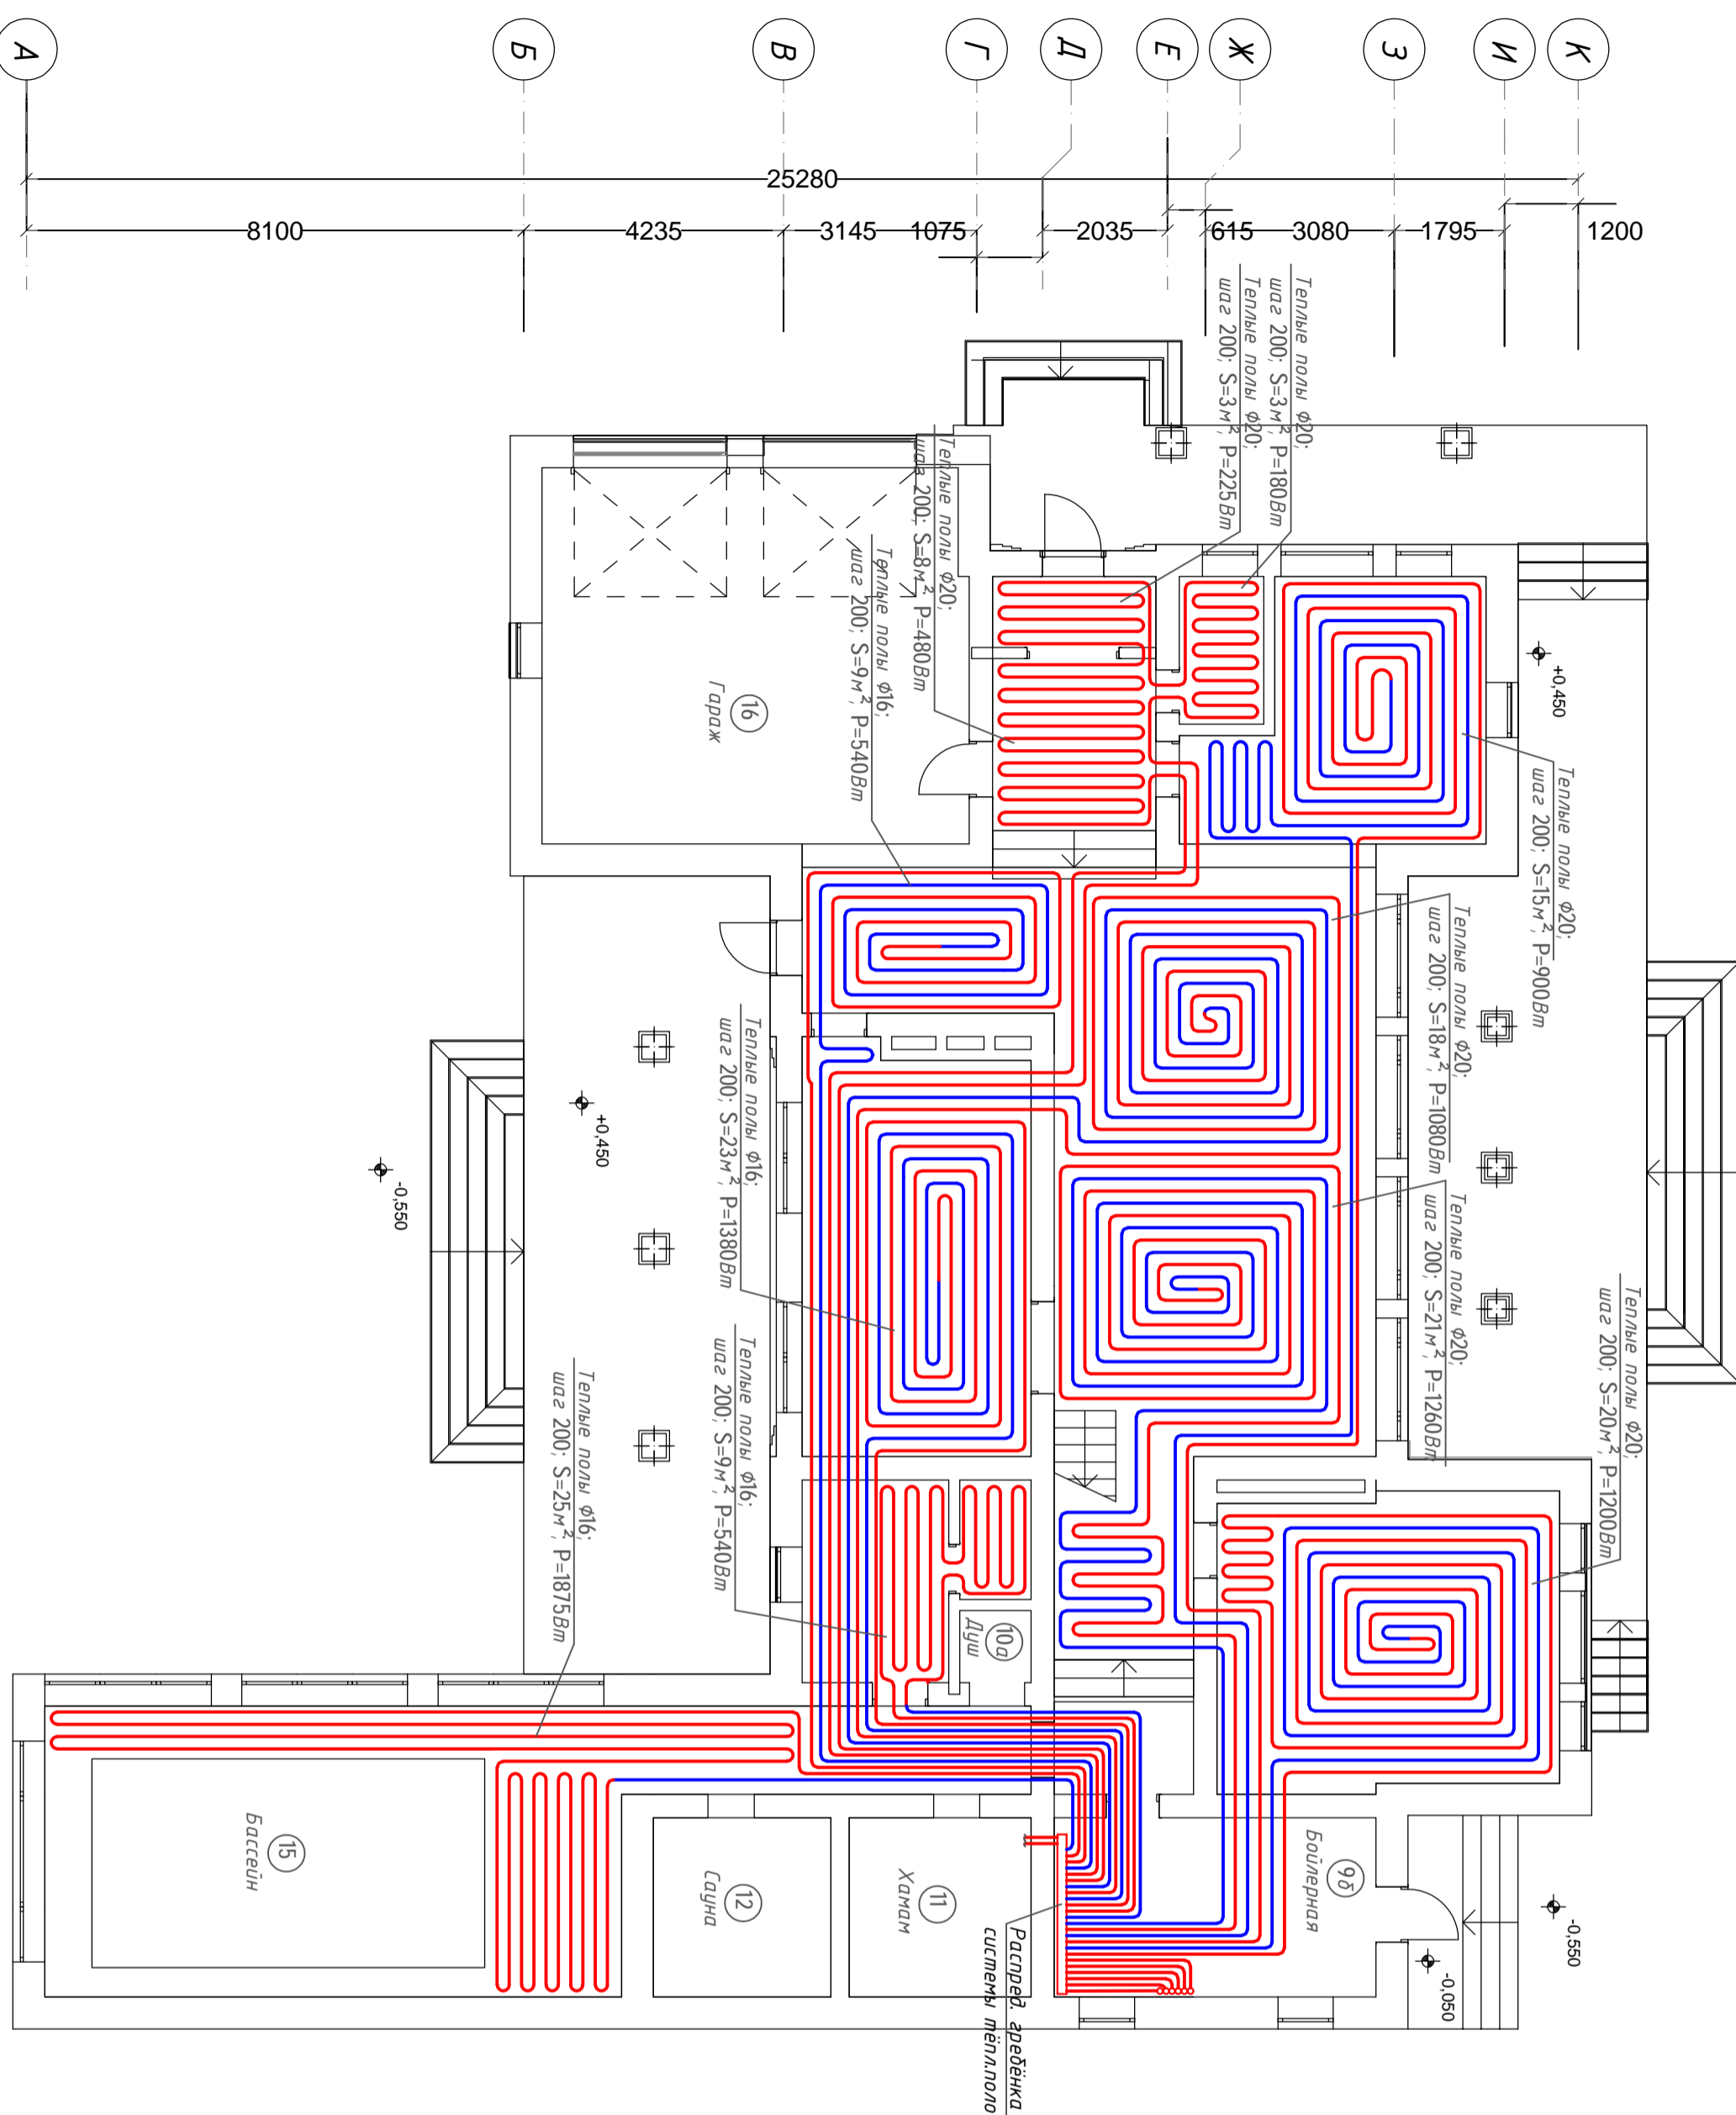 А
Б
В
Г
Д
Е
Ж
З
И
К
25280
8100
4235
3145
1075
2035
615
3080
1795
1200
Теплые полы ф20;
шаг 200; S=3м², P=180Вт
Теплые полы ф20;
шаг 200; S=3м², P=225Вт
Теплые полы ф20;
шаг 200; S=8м², P=480Вт
Теплые полы ф16;
шаг 200; S=9м², P=540Вт
Теплые полы ф20;
шаг 200; S=15м², P=900Вт
Теплые полы ф20;
шаг 200; S=18м², P=1080Вт
Теплые полы ф20;
шаг 200; S=21м², P=1260Вт
Теплые полы ф20;
шаг 200; S=20м², P=1200Вт
Теплые полы ф16;
шаг 200; S=23м², P=1380Вт
Теплые полы ф16;
шаг 200; S=9м², P=540Вт
Теплые полы ф16;
шаг 200; S=25м², P=1875Вт
+0,450
+0,450
-0,550
-0,550
-0,050
16
Гараж
10а
Душ
9б
Бойлерная
11
Хамам
12
Сауна
15
Бассейн
Распред. гребёнка
системы тёпл.поло